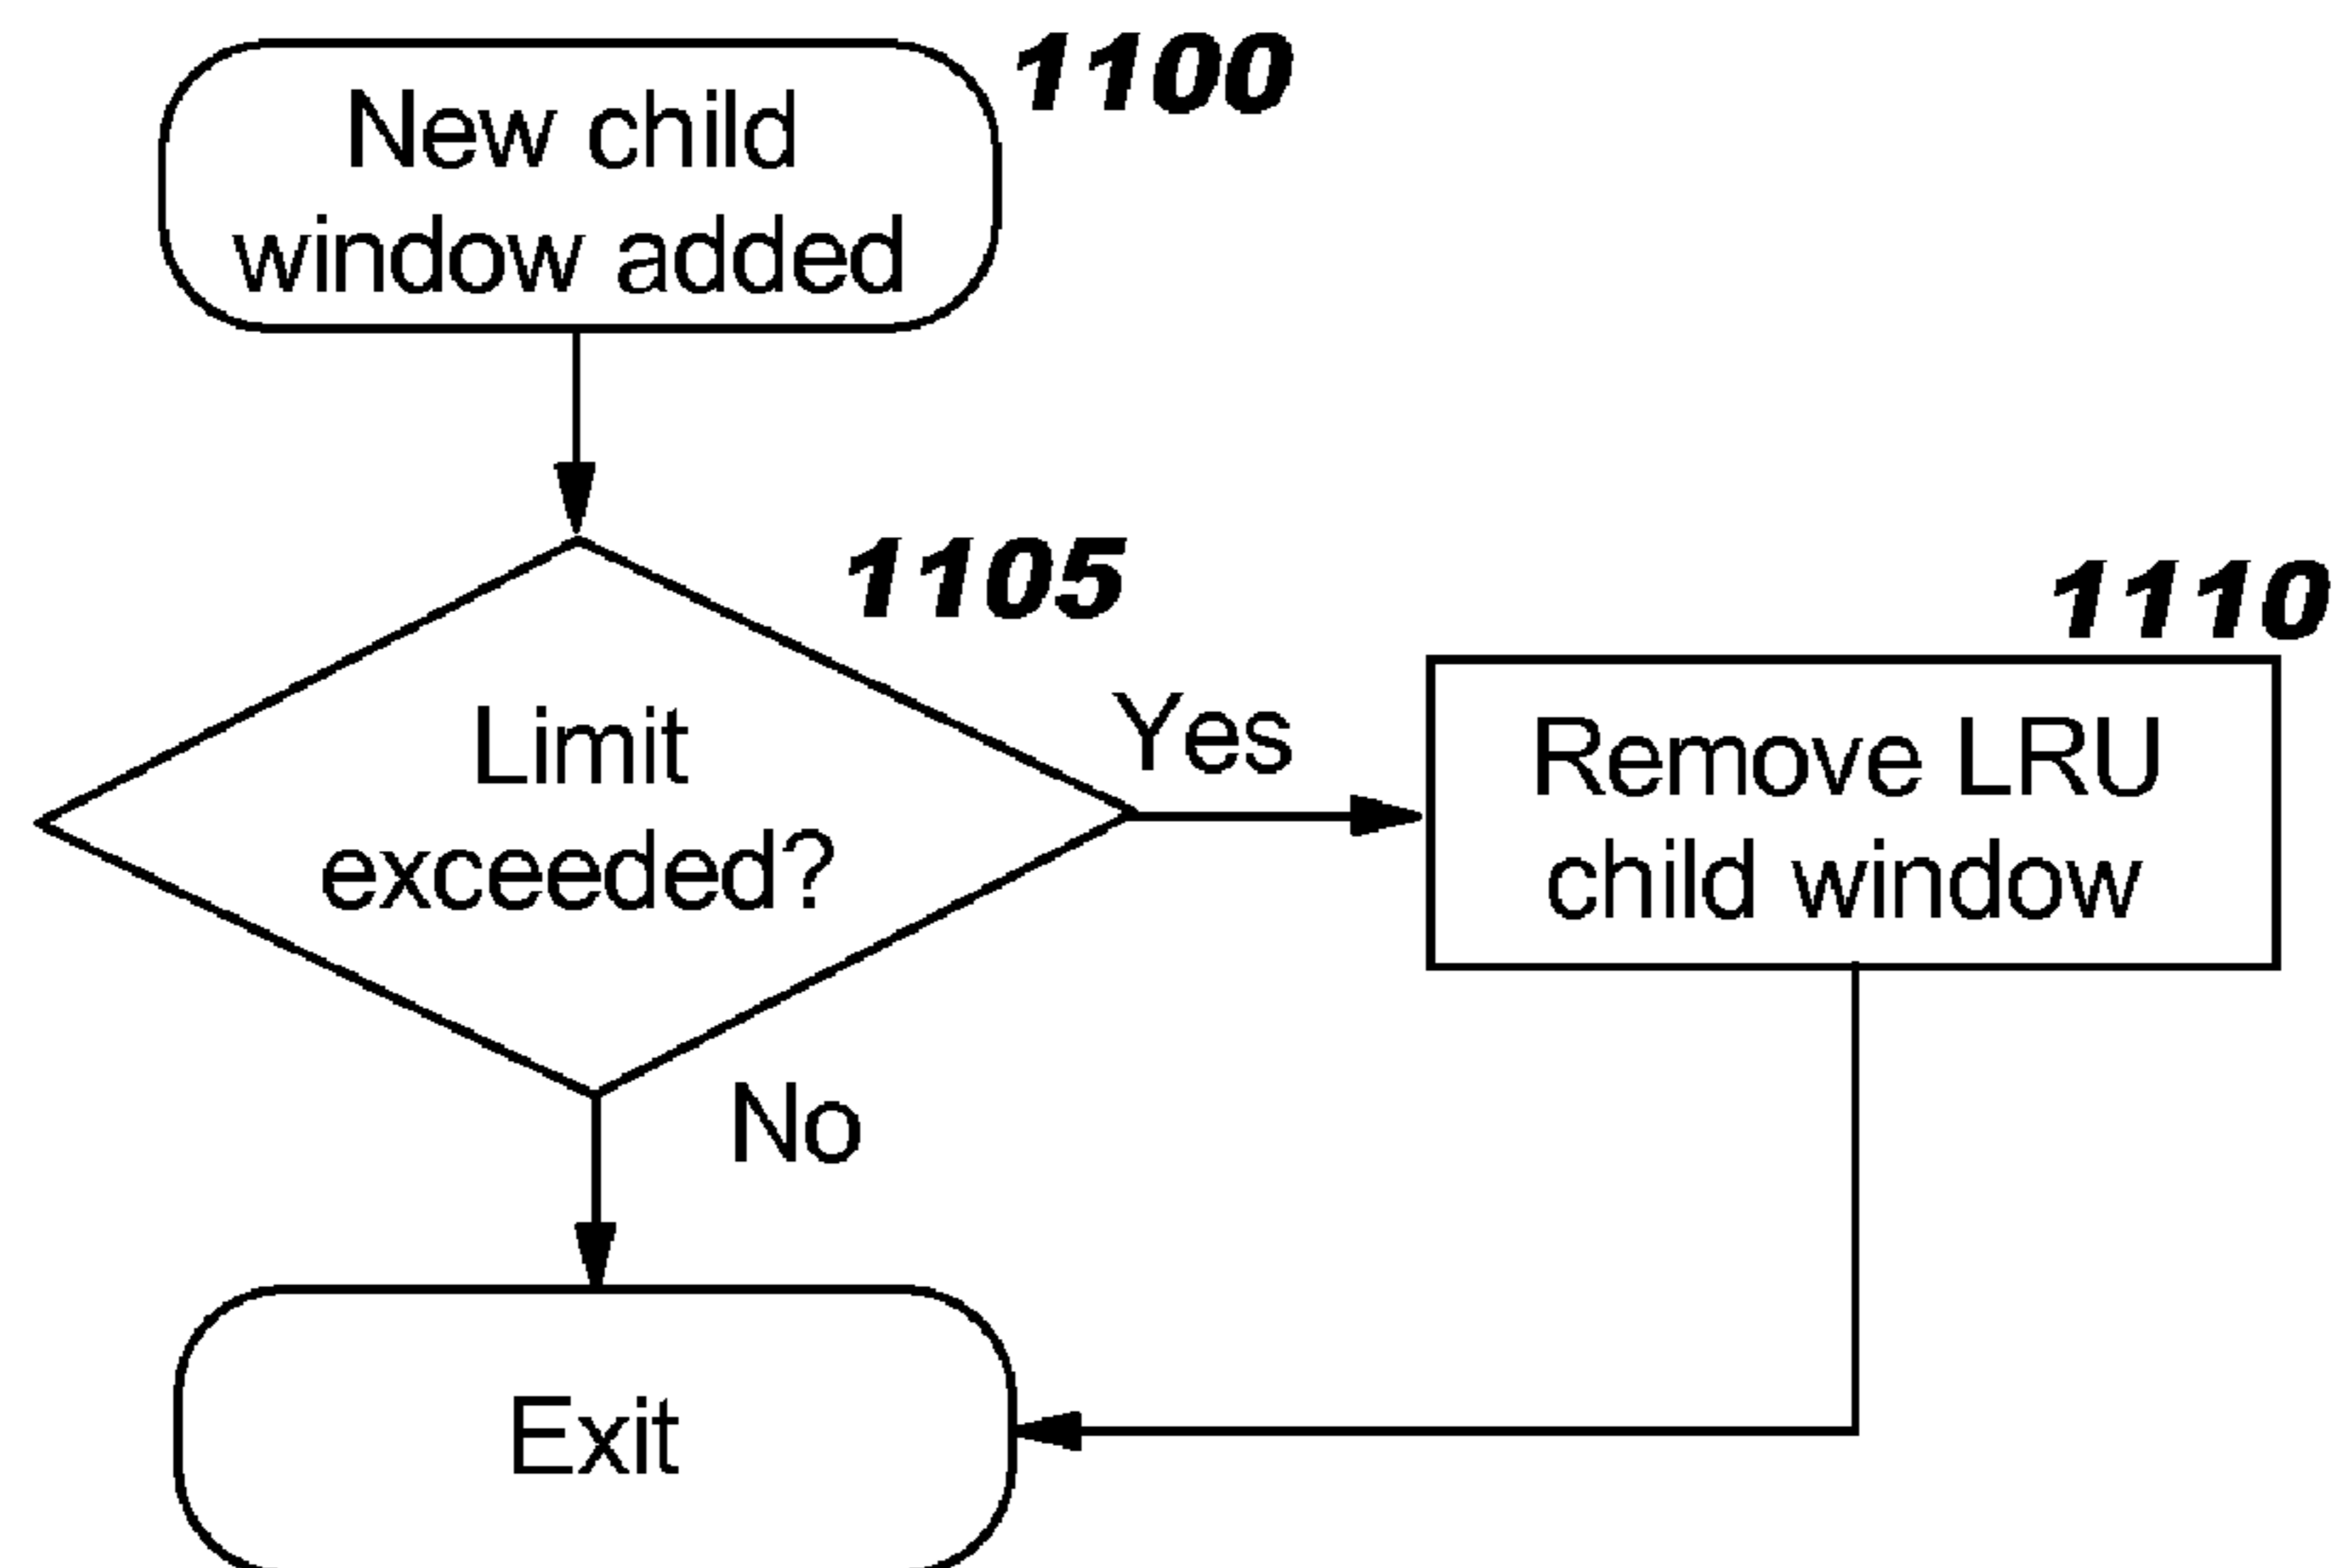 New child
window added
1100
1105
Limit
exceeded?
Yes
1110
Remove LRU
child window
No
Exit